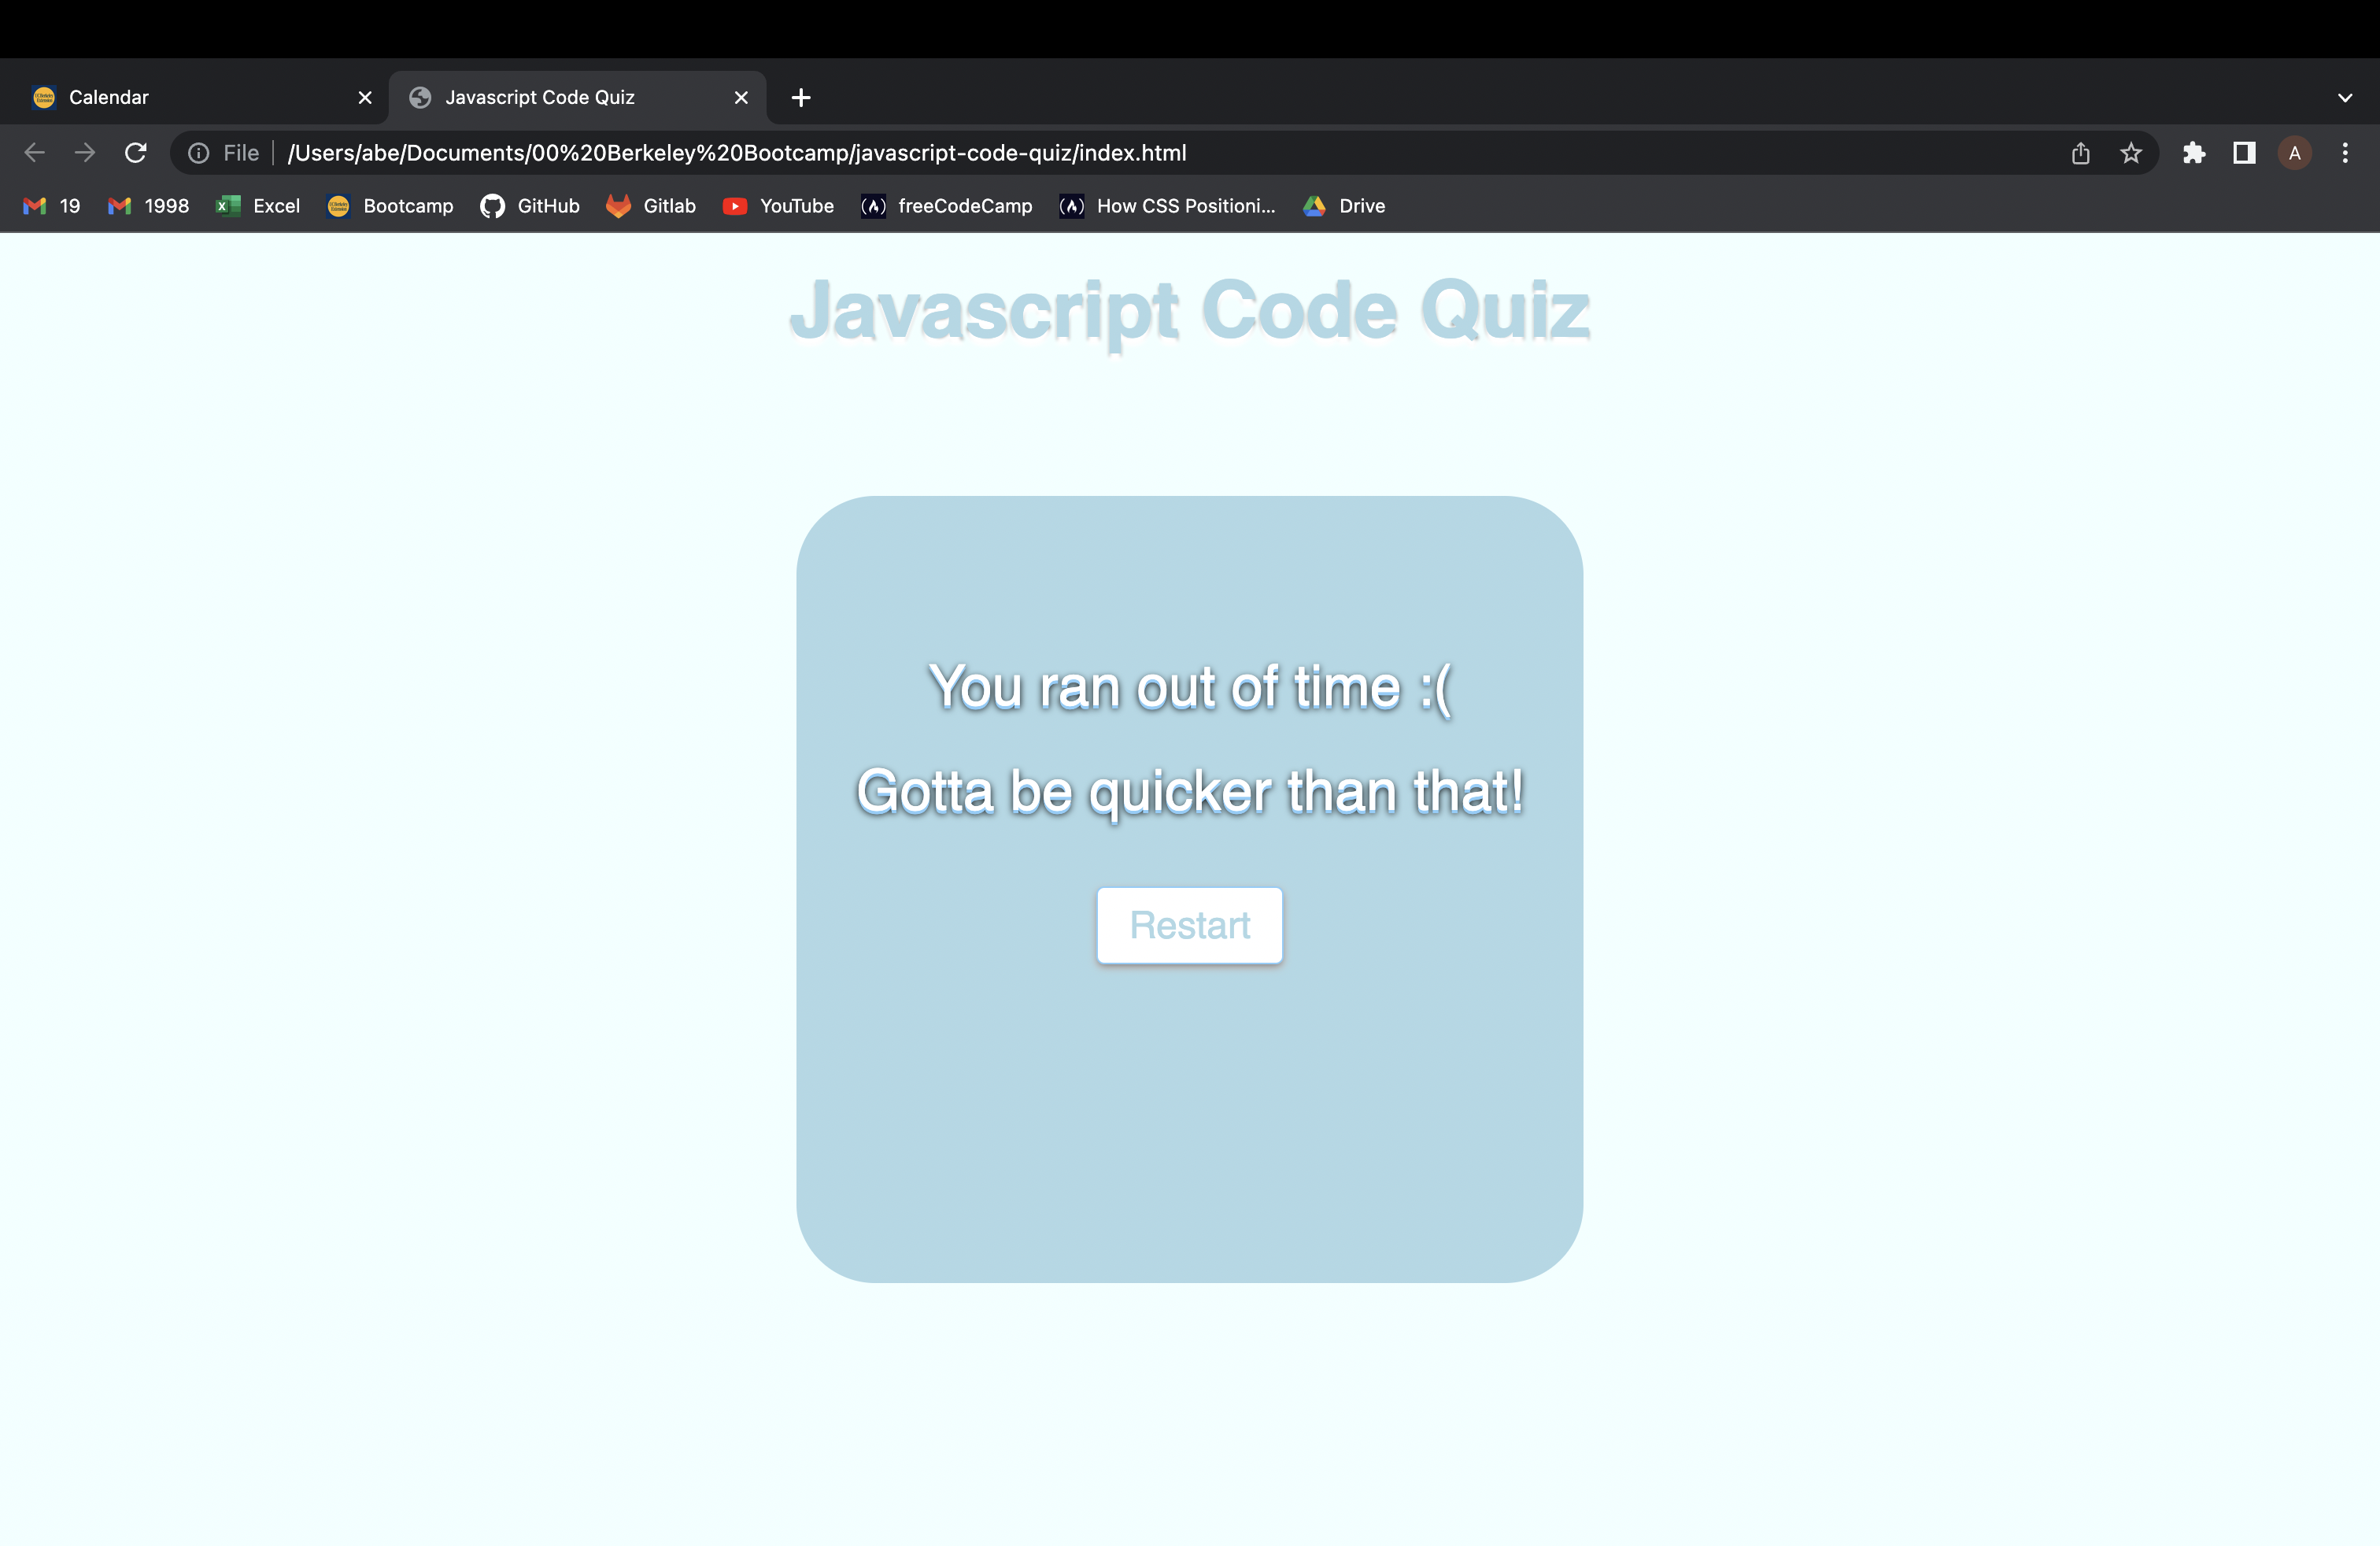 Calendar
Javascript Code Quiz
File
/Users/abe/Documents/00%20Berkeley%20Bootcamp/javascript-code-quiz/index.html
A
19
1998
Excel
Bootcamp
GitHub
Gitlab
YouTube
freeCodeCamp
How CSS Positioni...
Drive
Javascript Code Quiz
You ran out of time :(
Gotta be quicker than that!
Restart